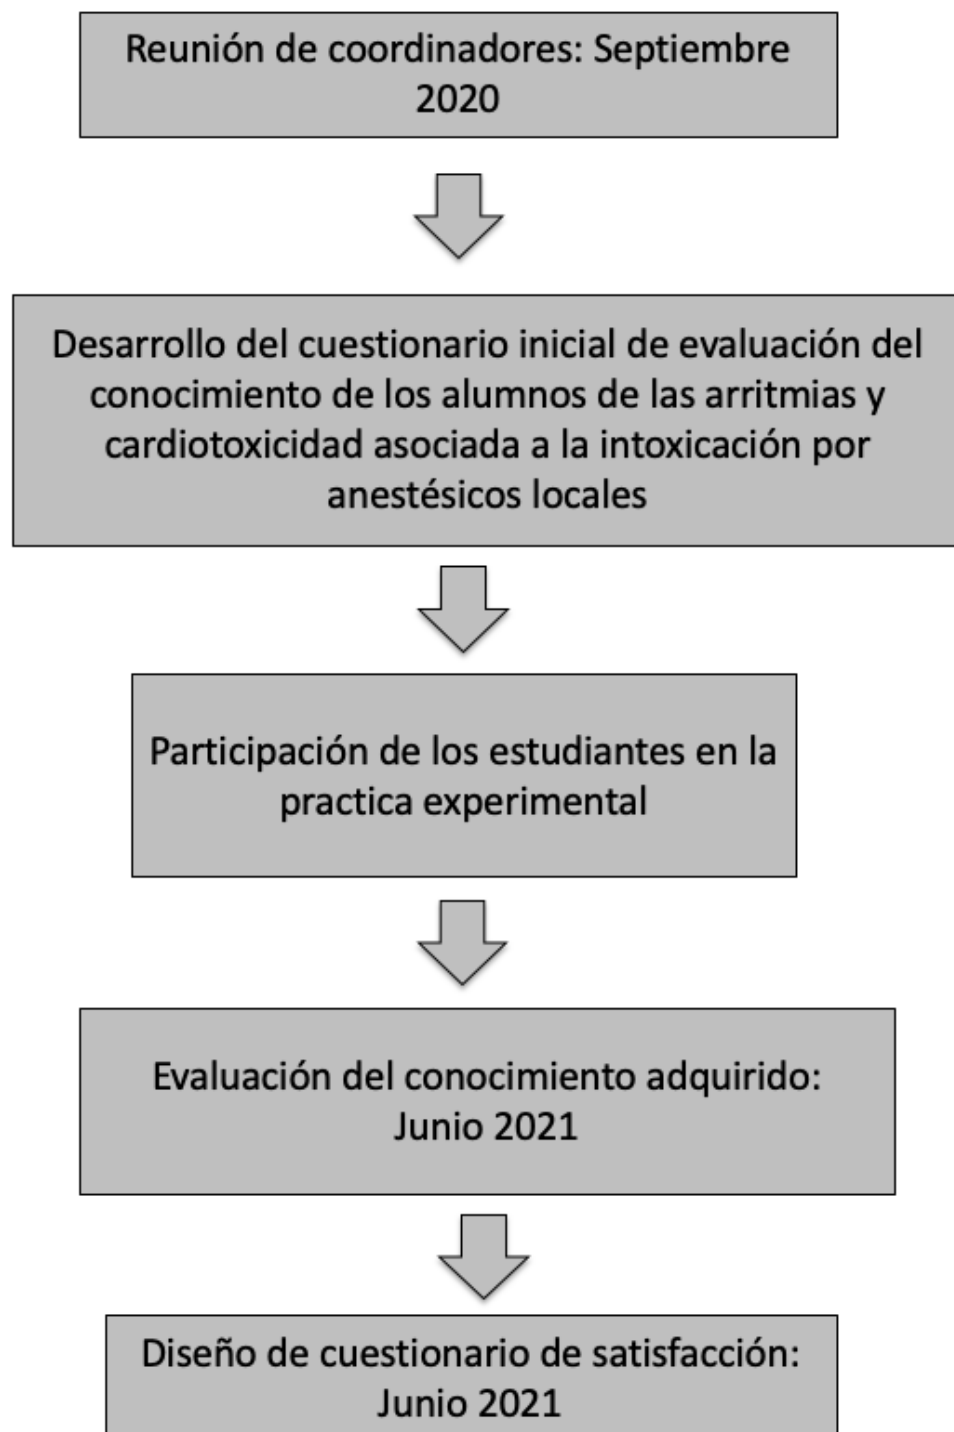 Reunión de coordinadores: Septiembre
2020
Desarrollo del cuestionario inicial de evaluación del
conocimiento de los alumnos de las arritmias y
cardiotoxicidad asociada a la intoxicación por
anestésicos locales
Participación de los estudiantes en la
practica experimental
Evaluación del conocimiento adquirido:
Junio 2021
Diseño de cuestionario de satisfacción:
Junio 2021